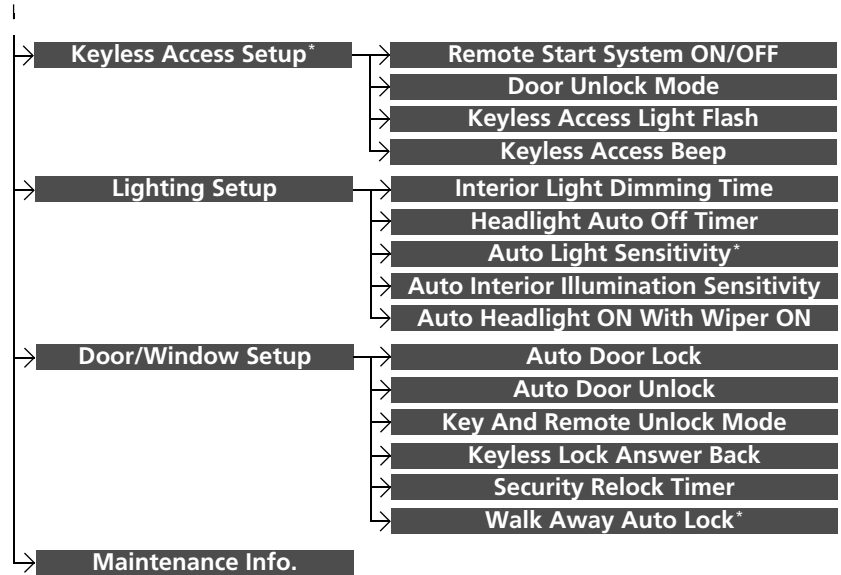 Keyless Access Setup*
Remote Start System ON/OFF
Door Unlock Mode
Keyless Access Light Flash
Keyless Access Beep
Lighting Setup
Interior Light Dimming Time
Headlight Auto Off Timer
Auto Light Sensitivity*
Auto Interior Illumination Sensitivity
Auto Headlight ON With Wiper ON
Door/Window Setup
Auto Door Lock
Auto Door Unlock
Key And Remote Unlock Mode
Keyless Lock Answer Back
Security Relock Timer
Walk Away Auto Lock*
Maintenance Info.